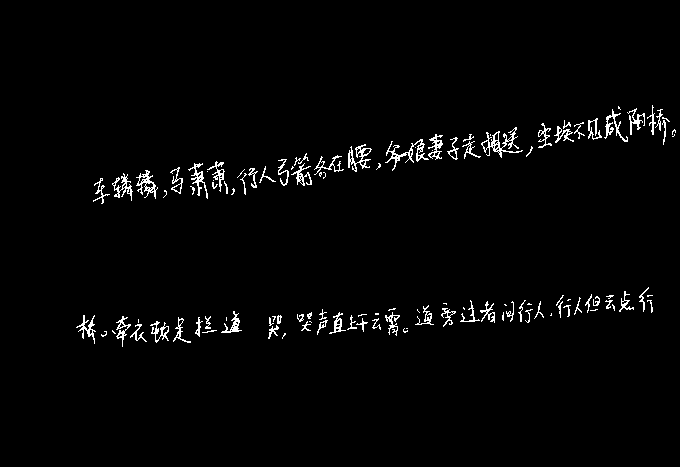 车辚辚,马萧萧,行人弓箭各在腰,爷娘妻子走相送,尘埃不见咸阳桥。
桥。牵衣顿足拦道 哭,哭声直上干云霄。道旁过者问行人,行人但云点行